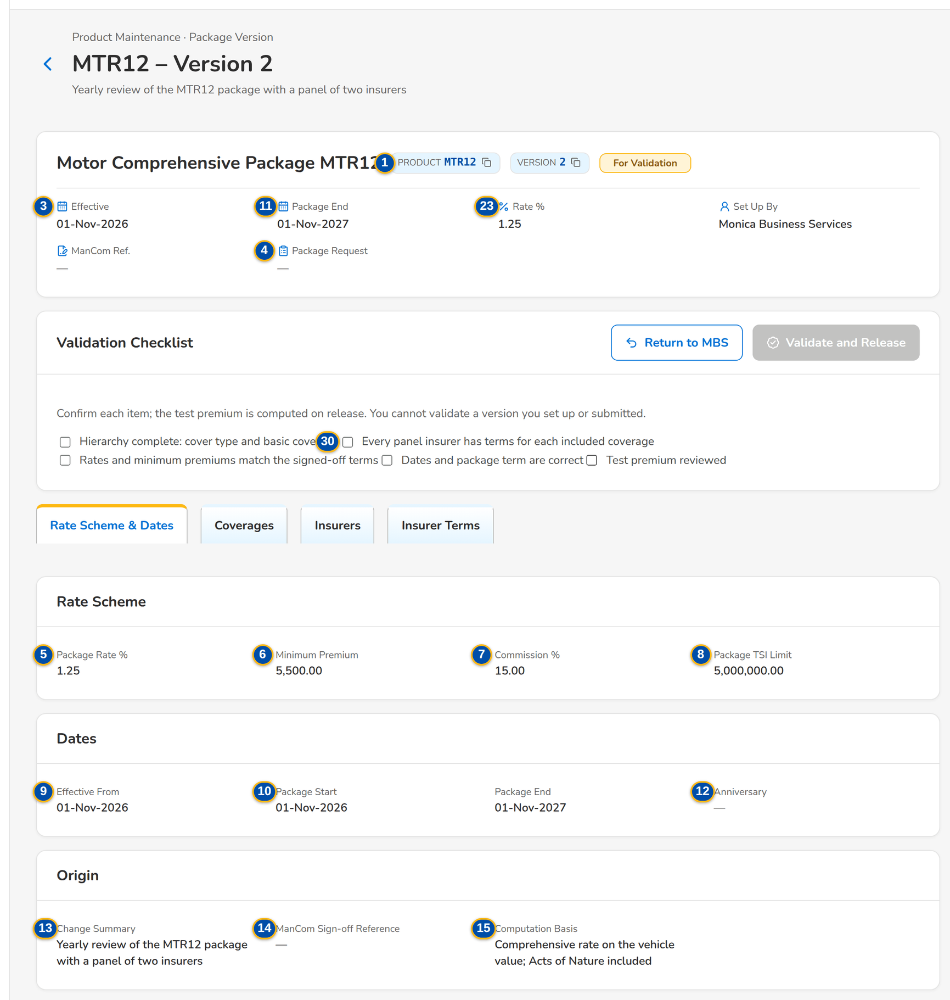 Product Maintenance · Package Version
MTR12 – Version 2
Yearly review of the MTR12 package with a panel of two insurers
Motor Comprehensive Package MTR12 1 PRODUCT MTR12 VERSION 2 For Validation
3 Effective 11 Package End 23 Rate % Set Up By
01-Nov-2026 01-Nov-2027 1.25 Monica Business Services
ManCom Ref. 4 Package Request
— —
Validation Checklist Return to MBS Validate and Release
Confirm each item; the test premium is computed on release. You cannot validate a version you set up or submitted.
Hierarchy complete: cover type and basic cove 30 Every panel insurer has terms for each included coverage
Rates and minimum premiums match the signed-off terms Dates and package term are correct Test premium reviewed
Rate Scheme & Dates Coverages Insurers Insurer Terms
Rate Scheme
5 Package Rate % 6 Minimum Premium 7 Commission % 8 Package TSI Limit
1.25 5,500.00 15.00 5,000,000.00
Dates
9 Effective From 10 Package Start Package End 12 Anniversary
01-Nov-2026 01-Nov-2026 01-Nov-2027 —
Origin
13 Change Summary 14 ManCom Sign-off Reference 15 Computation Basis
Yearly review of the MTR12 package — Comprehensive rate on the vehicle
with a panel of two insurers value; Acts of Nature included